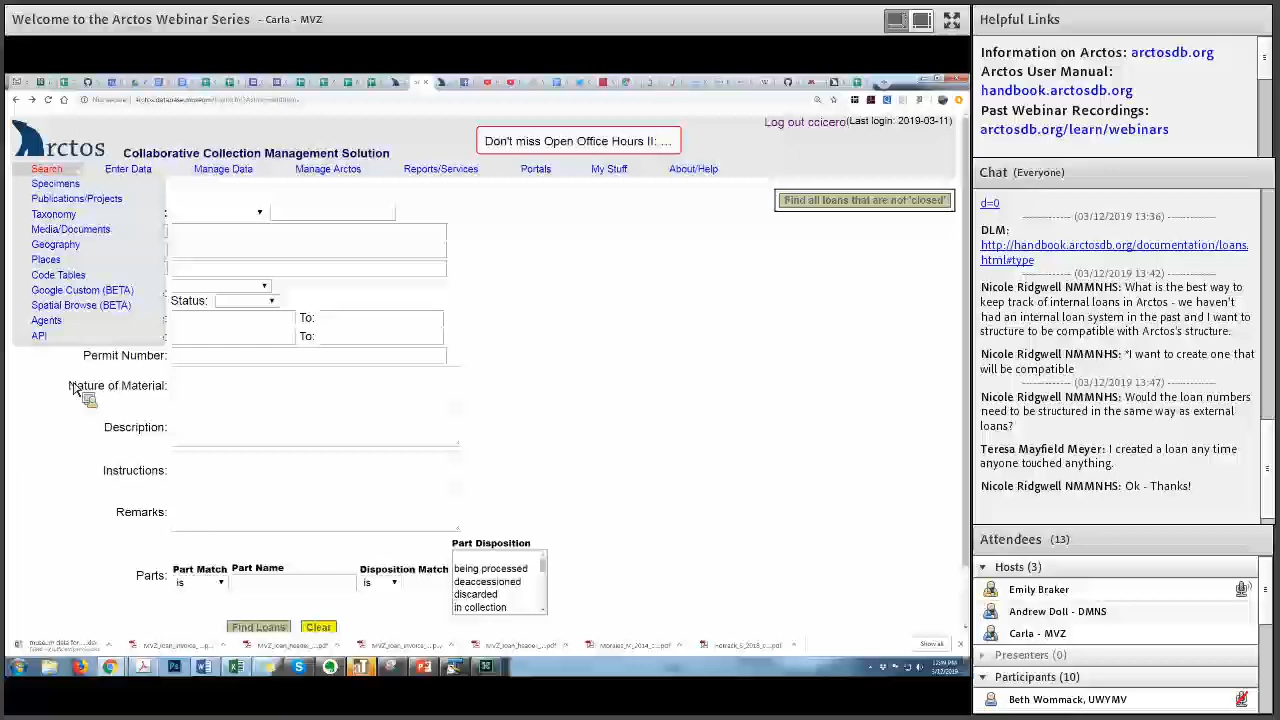 Welcome to the Arctos Webinar Series - Carla - MVZ
Log out ccicero(Last login: 2019-03-11)
Don't miss Open Office Hours II: ...
Arctos Collaborative Collection Management Solution
Search Enter Data Manage Data Manage Arctos Reports/Services Portals My Stuff About/Help
Specimens
Publications/Projects
Taxonomy
Media/Documents
Geography
Places
Code Tables
Google Custom (BETA)
Spatial Browse (BETA)
Agents
API
Find all loans that are not 'closed'
Status:
To:
To:
Permit Number:
Nature of Material:
Description:
Instructions:
Remarks:
Part Disposition
Parts: Part Match Part Name Disposition Match
is is
being processed
deaccessioned
discarded
in collection
Find Loans Clear
Show all
Helpful Links
Information on Arctos: arctosdb.org
Arctos User Manual:
handbook.arctosdb.org
Past Webinar Recordings:
arctosdb.org/learn/webinars
Chat (Everyone)
d=0
------------ (03/12/2019 13:36) ------------
DLM:
http://handbook.arctosdb.org/documentation/loans.
html#type
------------ (03/12/2019 13:42) ------------
Nicole Ridgwell NMMNHS: What is the best way to
keep track of internal loans in Arctos - we haven't
had an internal loan system in the past and I want to
structure to be compatible with Arctos's structure.
Nicole Ridgwell NMMNHS: *I want to create one that
will be compatible
------------ (03/12/2019 13:47) ------------
Nicole Ridgwell NMMNHS: Would the loan numbers
need to be structured in the same way as external
loans?
Teresa Mayfield Meyer: I created a loan any time
anyone touched anything.
Nicole Ridgwell NMMNHS: Ok - Thanks!
Attendees (13)
Hosts (3)
Emily Braker
Andrew Doll - DMNS
Carla - MVZ
Presenters (0)
Participants (10)
Beth Wommack, UWYMV